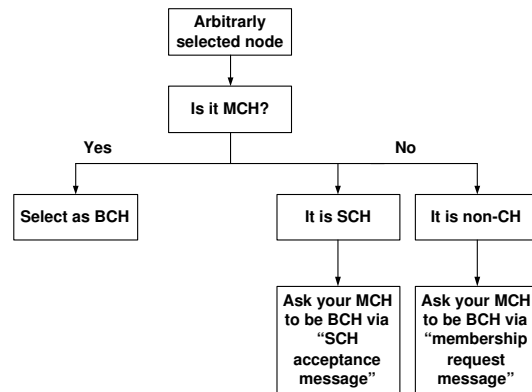 Arbitrarly
selected node
Is it MCH?
Yes
No
Select as BCH
It is SCH
It is non-CH
Ask your MCH
to be BCH via
“SCH
acceptance
message”
Ask your MCH
to be BCH via
“membership
request
message”